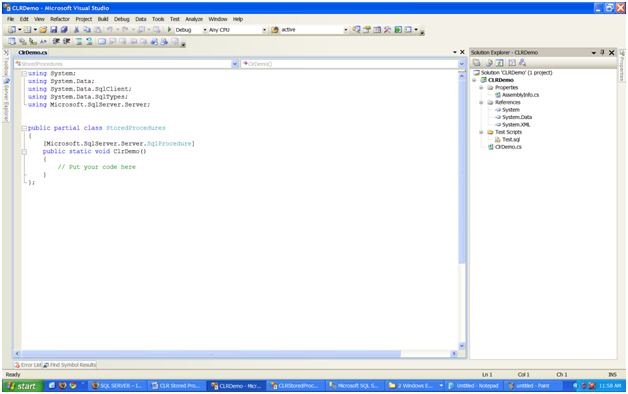 CLRDemo - Microsoft Visual Studio
File Edit View Refactor Project Build Debug Data Tools Test Analyze Window Help
Debug Any CPU active
ClrDemo.cs
StoredProcedures ClrDemo()
using System;
using System.Data;
using System.Data.SqlClient;
using System.Data.SqlTypes;
using Microsoft.SqlServer.Server;
public partial class StoredProcedures
{
[Microsoft.SqlServer.Server.SqlProcedure]
public static void ClrDemo()
{
// Put your code here
}
};
Toolbox
Server Explorer
Solution Explorer - CLRDemo
Solution 'CLRDemo' (1 project)
CLRDemo
Properties
AssemblyInfo.cs
References
System
System.Data
System.XML
Test Scripts
Test.sql
ClrDemo.cs
Properties
Error List Find Symbol Results
Ready Ln 1 Col 1 Ch 1 INS
start SQL SERVER - I... CLR Stored Pro... CLRDemo - Micr... CLRStoredProc... Microsoft SQL S... 2 Windows E... Untitled - Notepad untitled - Paint 11:58 AM